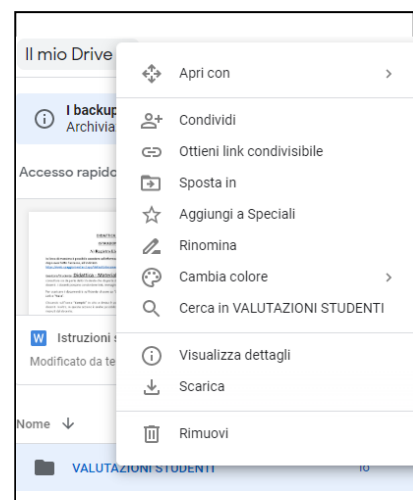 Il mio Drive
Apri con
I backup
Archivia
Condividi
Ottieni link condivisibile
Accesso rapido
Sposta in
Aggiungi a Speciali
Rinomina
Cambia colore
Cerca in VALUTAZIONI STUDENTI
W Istruzioni s
Modificato da te
Visualizza dettagli
Scarica
Nome
Rimuovi
VALUTAZIONI STUDENTI io